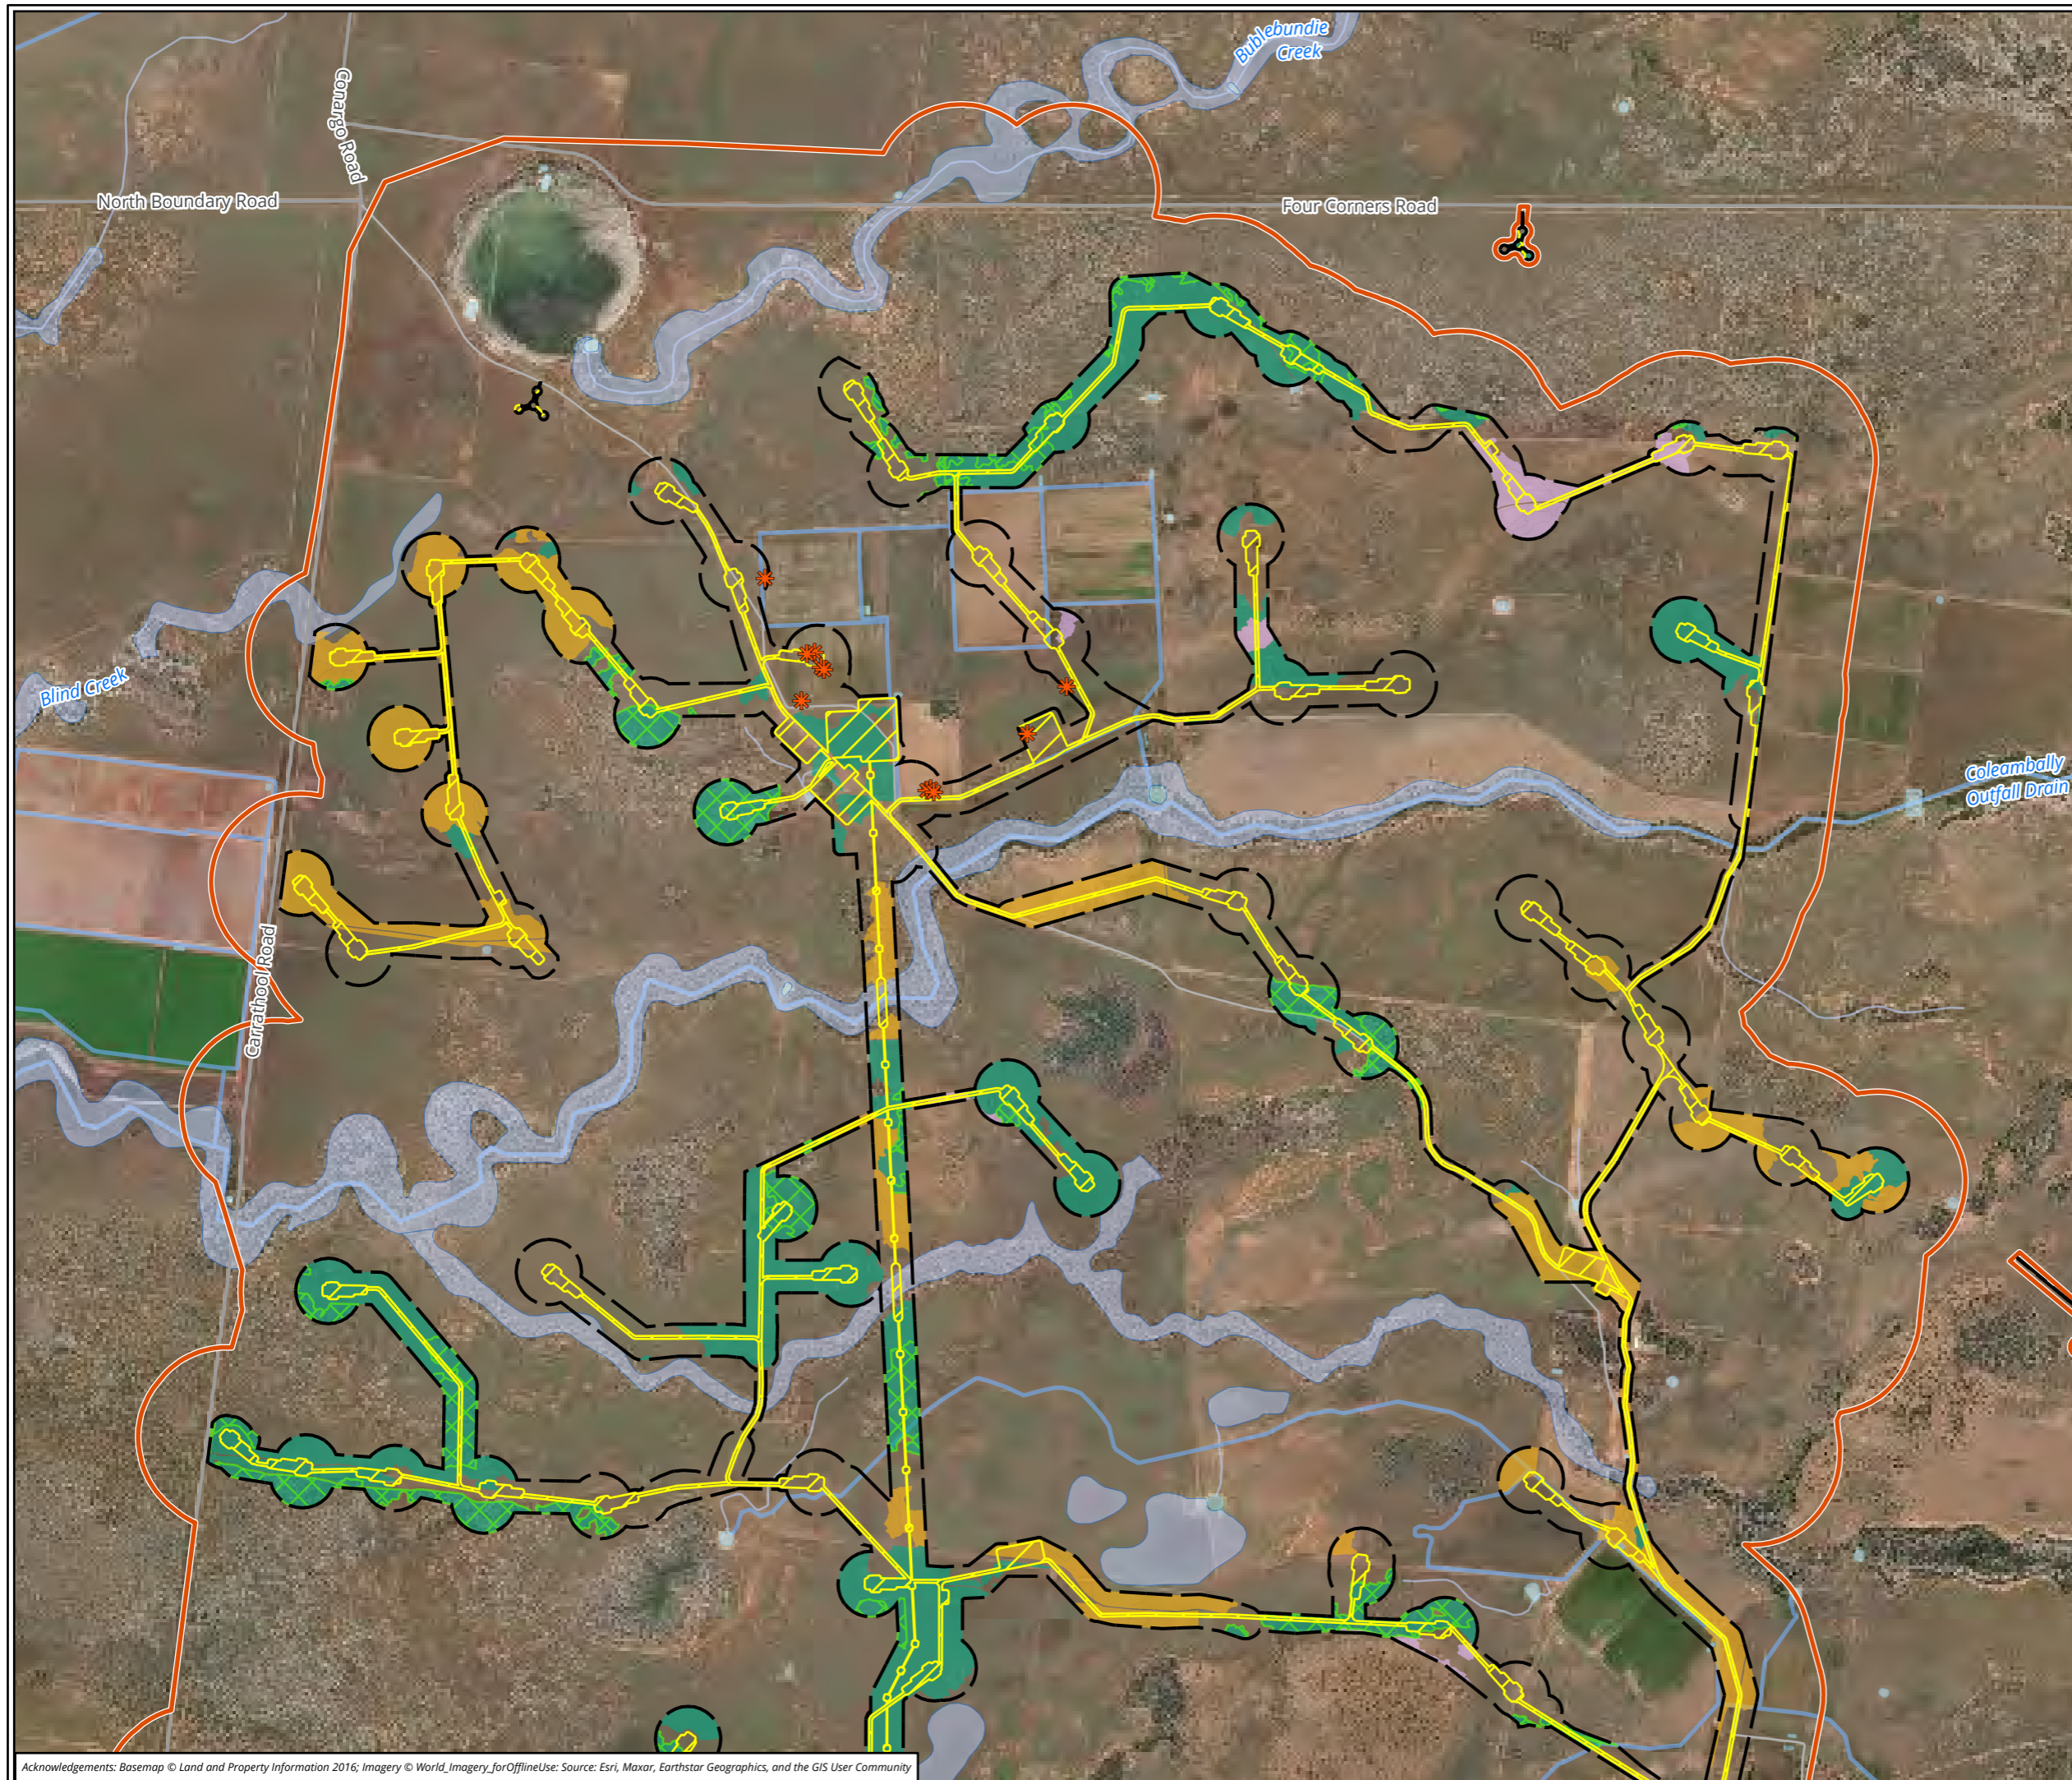 Bublebundie
Creek
Conargo Road
North Boundary Road
Four Corners Road
Blind Creek
Coleambally
Outfall Drain
Carrathool Road
Acknowledgements: Basemap © Land and Property Information 2016; Imagery © World_Imagery_forOfflineUse: Source: Esri, Maxar, Earthstar Geographics, and the GIS User Community